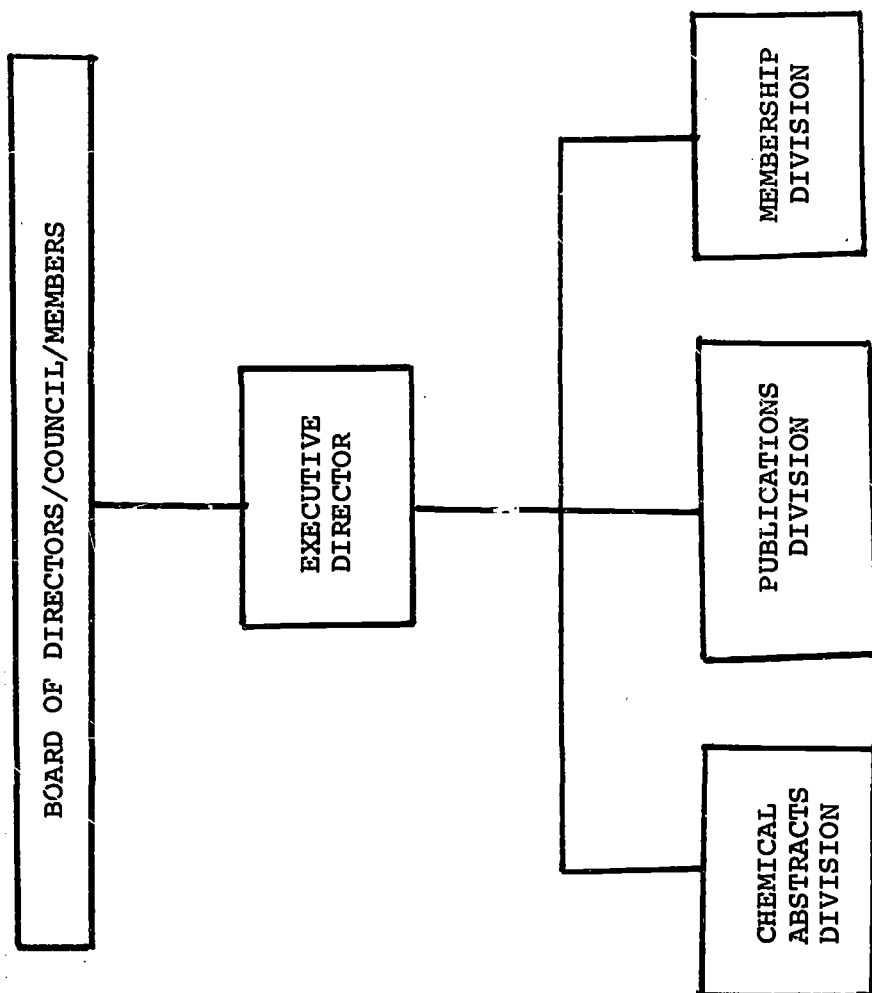 BOARD OF DIRECTORS/COUNCIL/MEMBERS
EXECUTIVE
DIRECTOR
CHEMICAL
ABSTRACTS
DIVISION
PUBLICATIONS
DIVISION
MEMBERSHIP
DIVISION